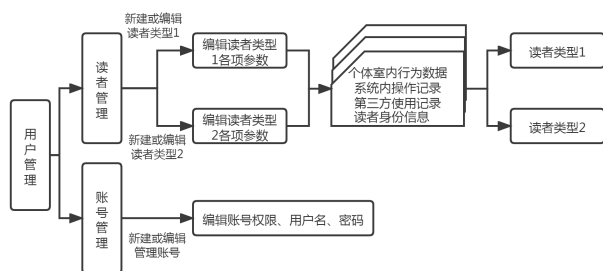 新建或编辑
读者类型1
编辑读者类型
1各项参数
读者管理
个体室内行为数据
系统内操作记录
第三方使用记录
读者身份信息
读者类型1
用户管理
编辑读者类型
2各项参数
读者类型2
新建或编辑
读者类型2
账号管理
编辑账号权限、用户名、密码
新建或编辑
管理账号